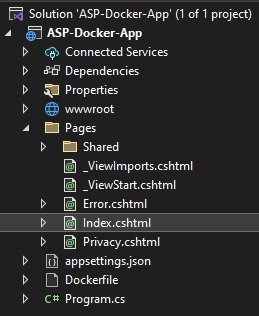 Solution 'ASP-Docker-App' (1 of 1 project)
ASP-Docker-App
Connected Services
Dependencies
Properties
wwwroot
Pages
Shared
_ViewImports.cshtml
_ViewStart.cshtml
Error.cshtml
Index.cshtml
Privacy.cshtml
appsettings.json
Dockerfile
C# Program.cs